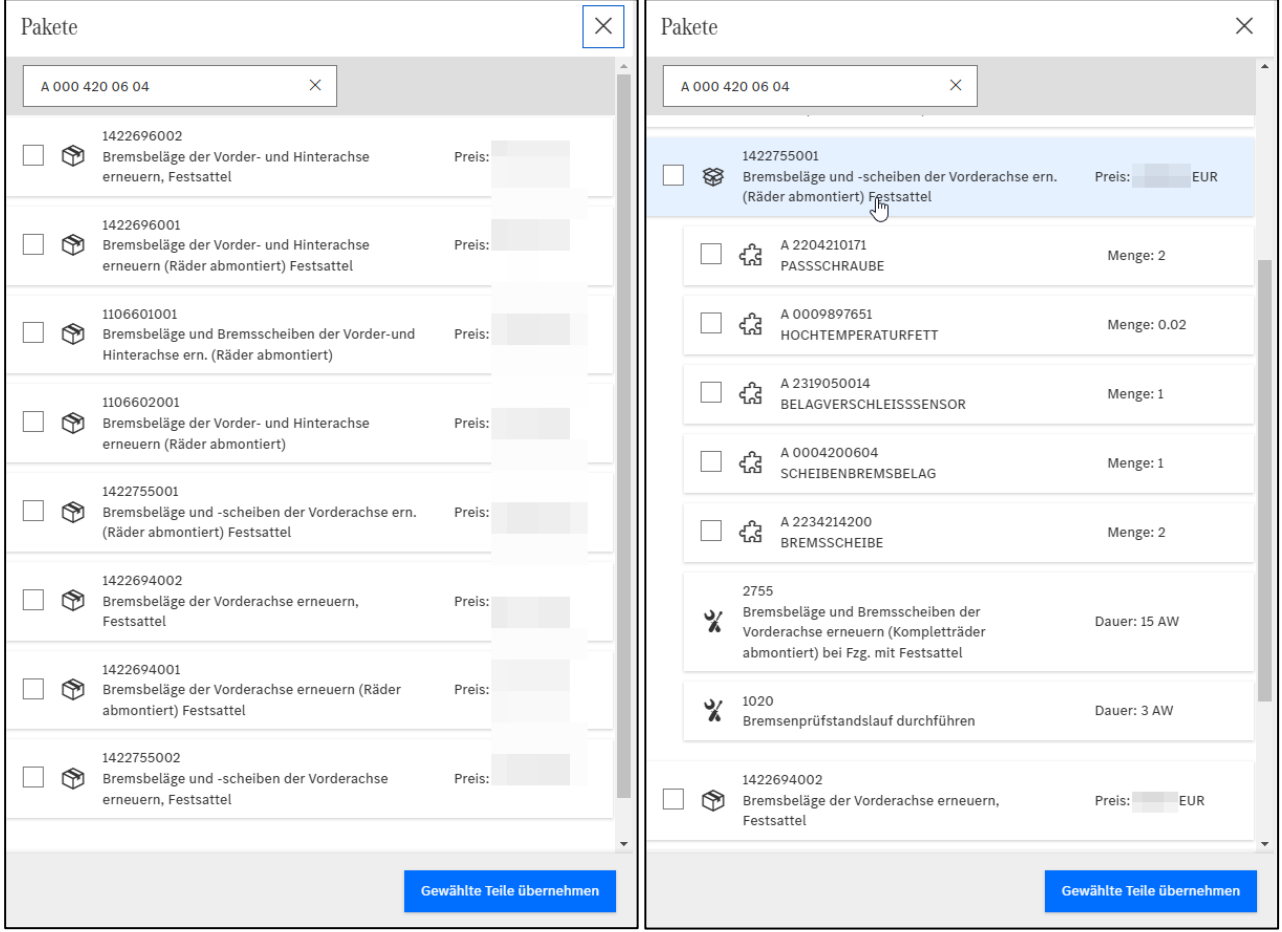 Pakete
A 000 420 06 04
1422696002
Bremsbeläge der Vorder- und Hinterachse
erneuern, Festsattel
Preis:
1422696001
Bremsbeläge der Vorder- und Hinterachse
erneuern (Räder abmontiert) Festsattel
Preis:
1106601001
Bremsbeläge und Bremsscheiben der Vorder-und
Hinterachse ern. (Räder abmontiert)
Preis:
1106602001
Bremsbeläge der Vorder- und Hinterachse
erneuern (Räder abmontiert)
Preis:
1422755001
Bremsbeläge und -scheiben der Vorderachse ern.
(Räder abmontiert) Festsattel
Preis:
1422694002
Bremsbeläge der Vorderachse erneuern,
Festsattel
Preis:
1422694001
Bremsbeläge der Vorderachse erneuern (Räder
abmontiert) Festsattel
Preis:
1422755002
Bremsbeläge und -scheiben der Vorderachse
erneuern, Festsattel
Preis:
Gewählte Teile übernehmen
Pakete
A 000 420 06 04
1422755001
Bremsbeläge und -scheiben der Vorderachse ern.
(Räder abmontiert) Festsattel
Preis: EUR
A 2204210171
PASSSCHRAUBE
Menge: 2
A 0009897651
HOCHTEMPERATURFETT
Menge: 0.02
A 2319050014
BELAGVERSCHLEISSSENSOR
Menge: 1
A 0004200604
SCHEIBENBREMSBELAG
Menge: 1
A 2234214200
BREMSSCHEIBE
Menge: 2
2755
Bremsbeläge und Bremsscheiben der
Vorderachse erneuern (Kompletträder
abmontiert) bei Fzg. mit Festsattel
Dauer: 15 AW
1020
Bremsenprüfstandslauf durchführen
Dauer: 3 AW
1422694002
Bremsbeläge der Vorderachse erneuern,
Festsattel
Preis: EUR
Gewählte Teile übernehmen